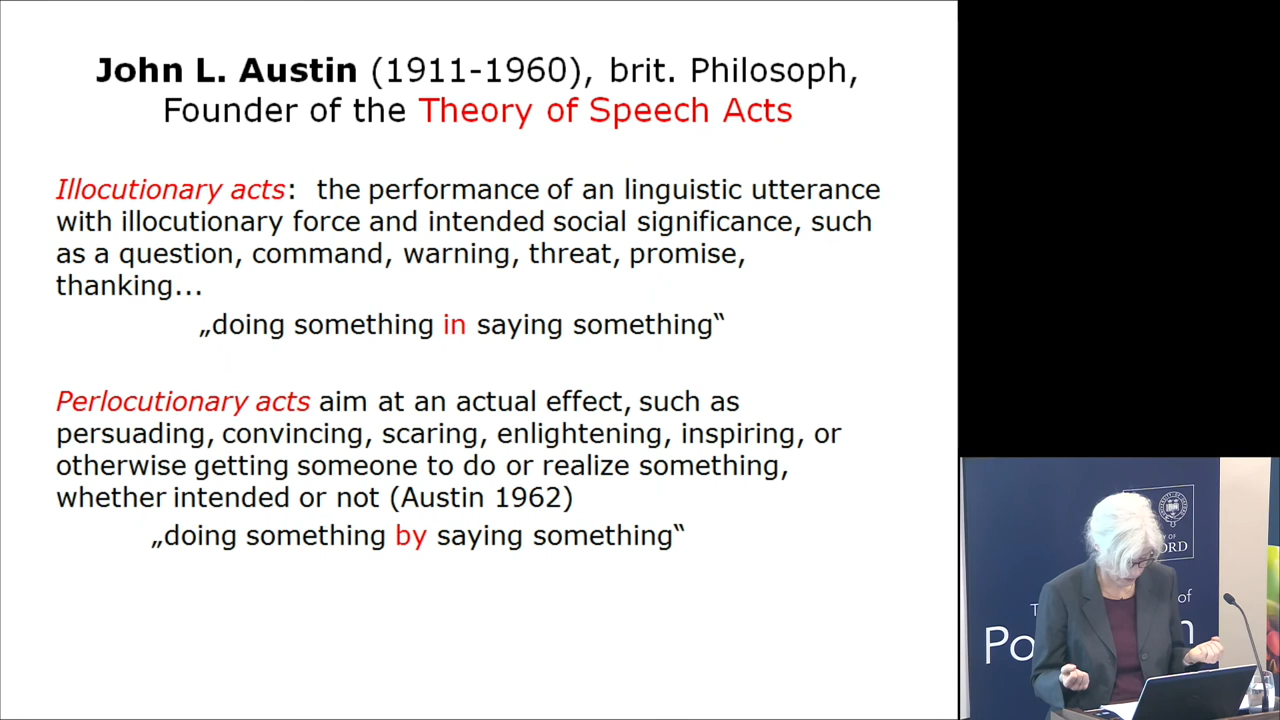 John L. Austin (1911-1960), brit. Philosoph,
Founder of the Theory of Speech Acts
Illocutionary acts: the performance of an linguistic utterance
with illocutionary force and intended social significance, such
as a question, command, warning, threat, promise,
thanking...
„doing something in saying something“
Perlocutionary acts aim at an actual effect, such as
persuading, convincing, scaring, enlightening, inspiring, or
otherwise getting someone to do or realize something,
whether intended or not (Austin 1962)
„doing something by saying something“